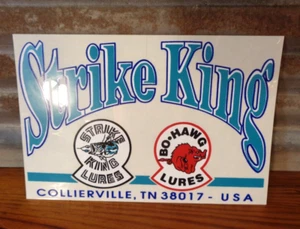 Strike King
STRIKE
KING
LURES
BO-HAWG
LURES
COLLIERVILLE, TN 38017 - USA